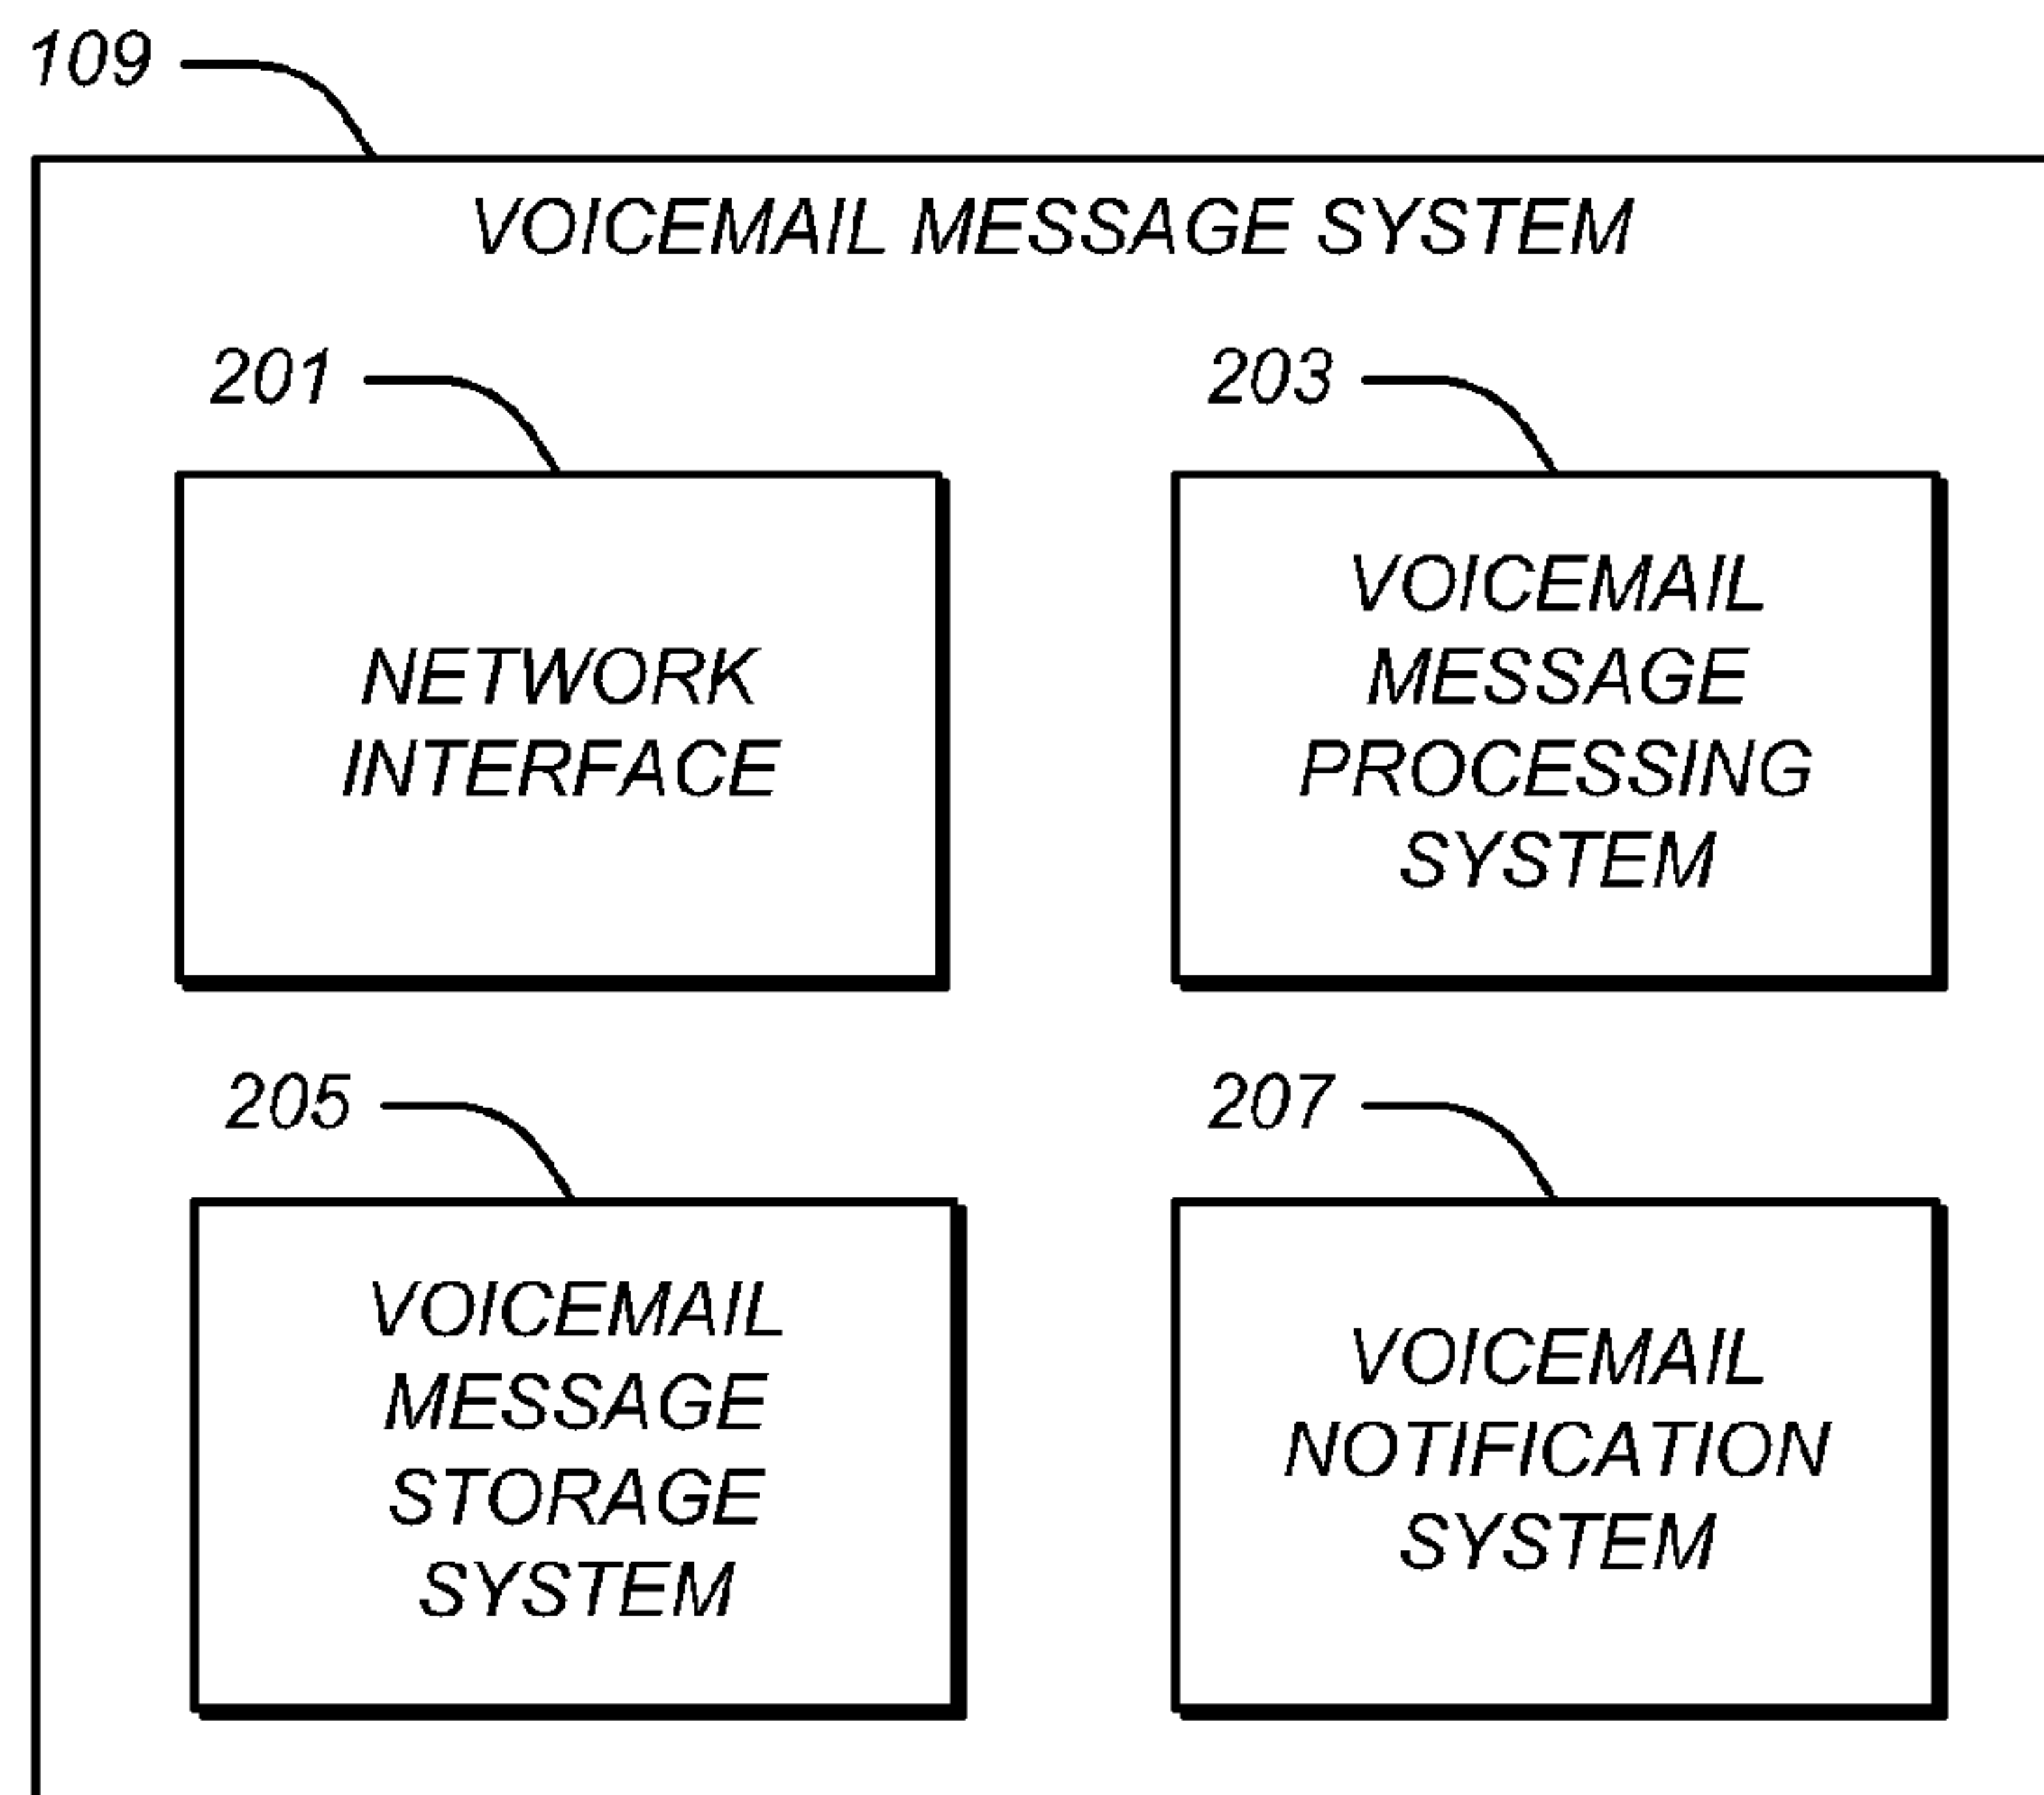 109
VOICEMAIL MESSAGE SYSTEM
201
NETWORK
INTERFACE
203
VOICEMAIL
MESSAGE
PROCESSING
SYSTEM
205
VOICEMAIL
MESSAGE
STORAGE
SYSTEM
207
VOICEMAIL
NOTIFICATION
SYSTEM